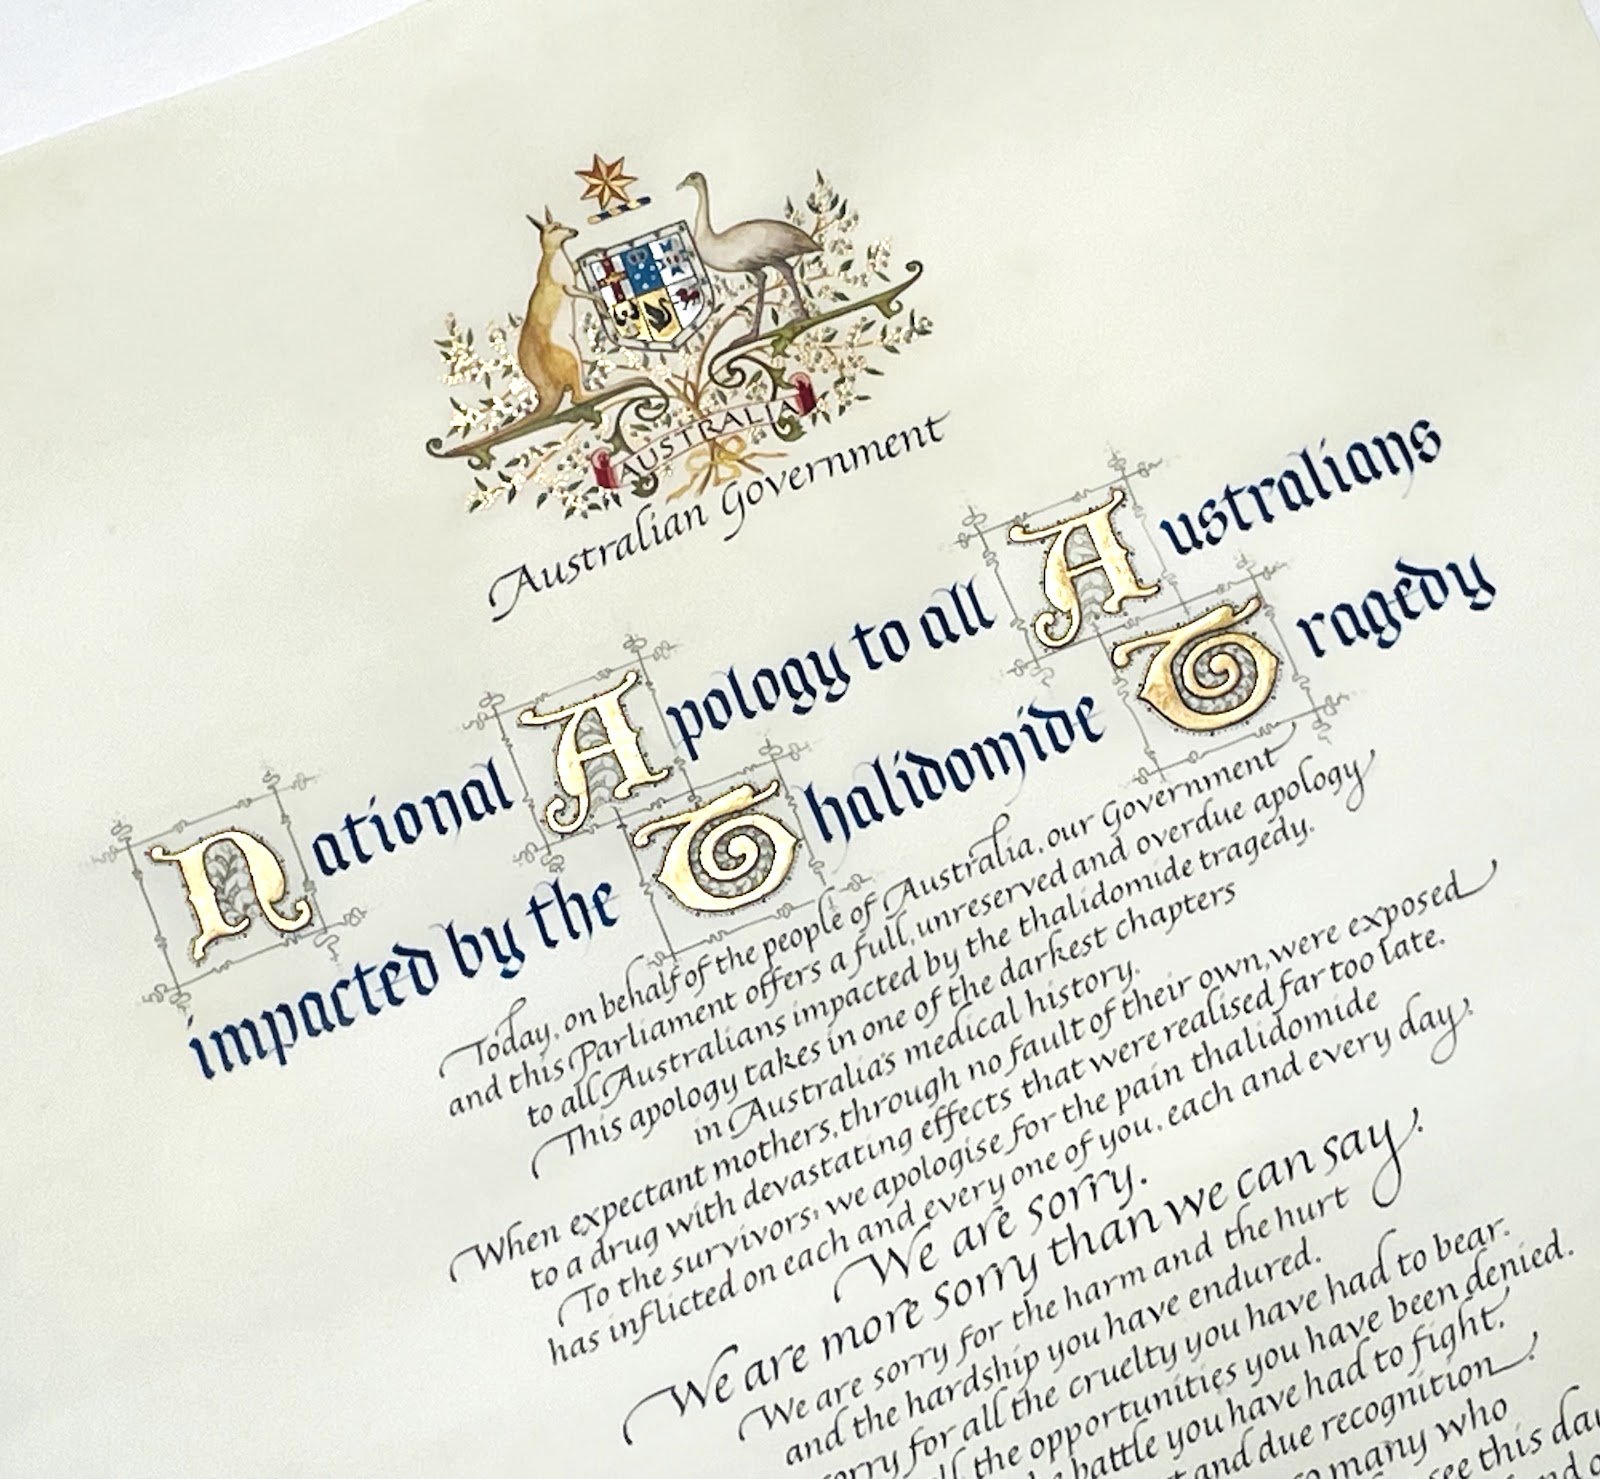 AUSTRALIA
Australian Government
National Apology to all Australians
impacted by the Thalidomide Tragedy
Today, on behalf of the people of Australia, our Government
and this Parliament offers a full, unreserved and overdue apology
to all Australians impacted by the thalidomide tragedy.
This apology takes in one of the darkest chapters
in Australia's medical history.
When expectant mothers, through no fault of their own, were exposed
to a drug with devastating effects that were realised far too late.
To the survivors: we apologise for the pain thalidomide
has inflicted on each and every one of you, each and every day.
We are sorry.
We are more sorry than we can say.
We are sorry for the harm and the hurt
and the hardship you have endured.
sorry for all the cruelty you have had to bear.
the opportunities you have been denied.
battle you have had to fight.
and due recognition
many who
see this day